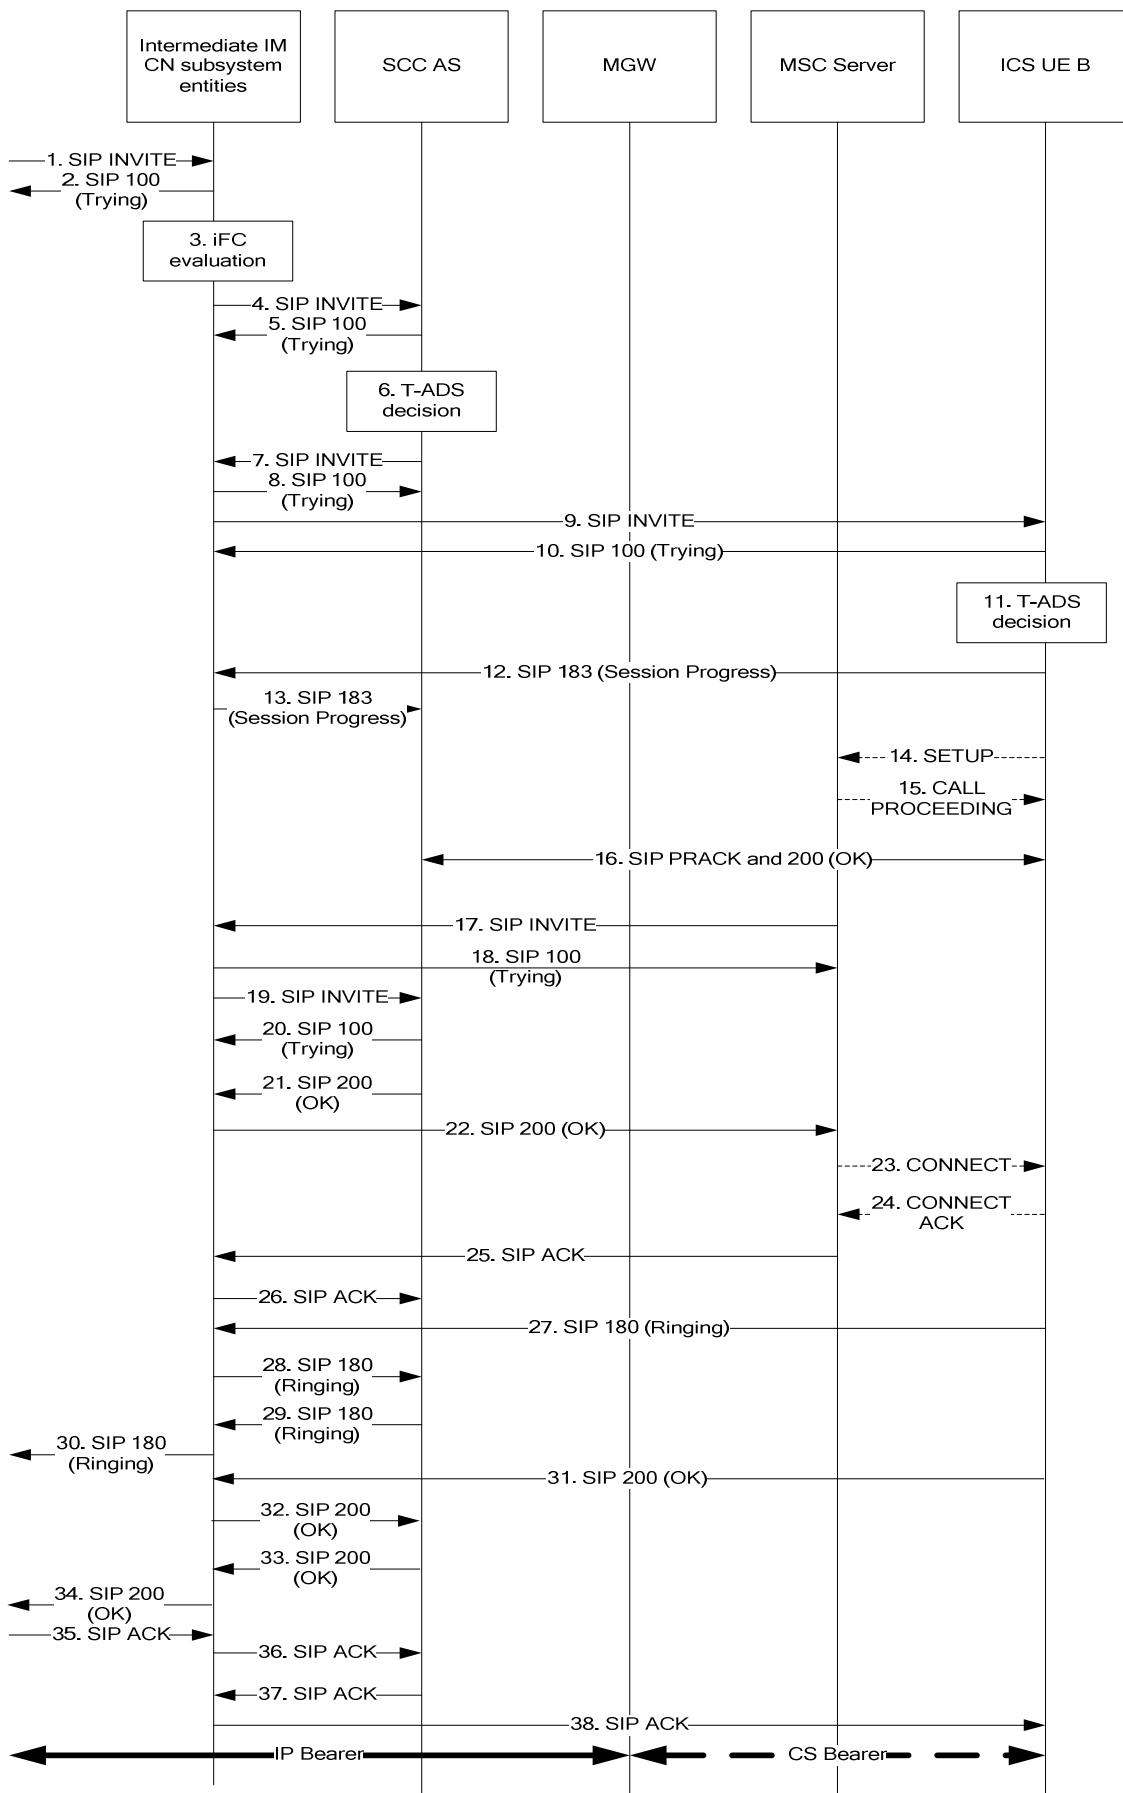 Intermediate IM
CN subsystem
entities
SCC AS
MGW
MSC Server
ICS UE B
1. SIP INVITE
2. SIP 100
(Trying)
3. iFC
evaluation
4. SIP INVITE
5. SIP 100
(Trying)
6. T-ADS
decision
7. SIP INVITE
8. SIP 100
(Trying)
9. SIP INVITE
10. SIP 100 (Trying)
11. T-ADS
decision
12. SIP 183 (Session Progress)
13. SIP 183
(Session Progress)
14. SETUP
15. CALL
PROCEEDING
16. SIP PRACK and 200 (OK)
17. SIP INVITE
18. SIP 100
(Trying)
19. SIP INVITE
20. SIP 100
(Trying)
21. SIP 200
(OK)
22. SIP 200 (OK)
23. CONNECT
24. CONNECT
ACK
25. SIP ACK
26. SIP ACK
27. SIP 180 (Ringing)
28. SIP 180
(Ringing)
29. SIP 180
(Ringing)
30. SIP 180
(Ringing)
31. SIP 200 (OK)
32. SIP 200
(OK)
33. SIP 200
(OK)
34. SIP 200
(OK)
35. SIP ACK
36. SIP ACK
37. SIP ACK
38. SIP ACK
IP Bearer
CS Bearer